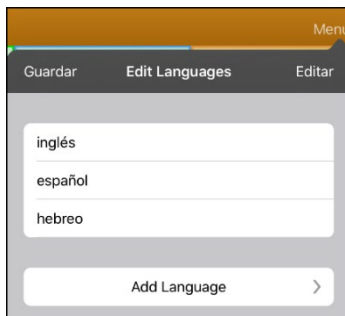 Menu
Guardar Edit Languages Editar
inglés
español
hebreo
Add Language